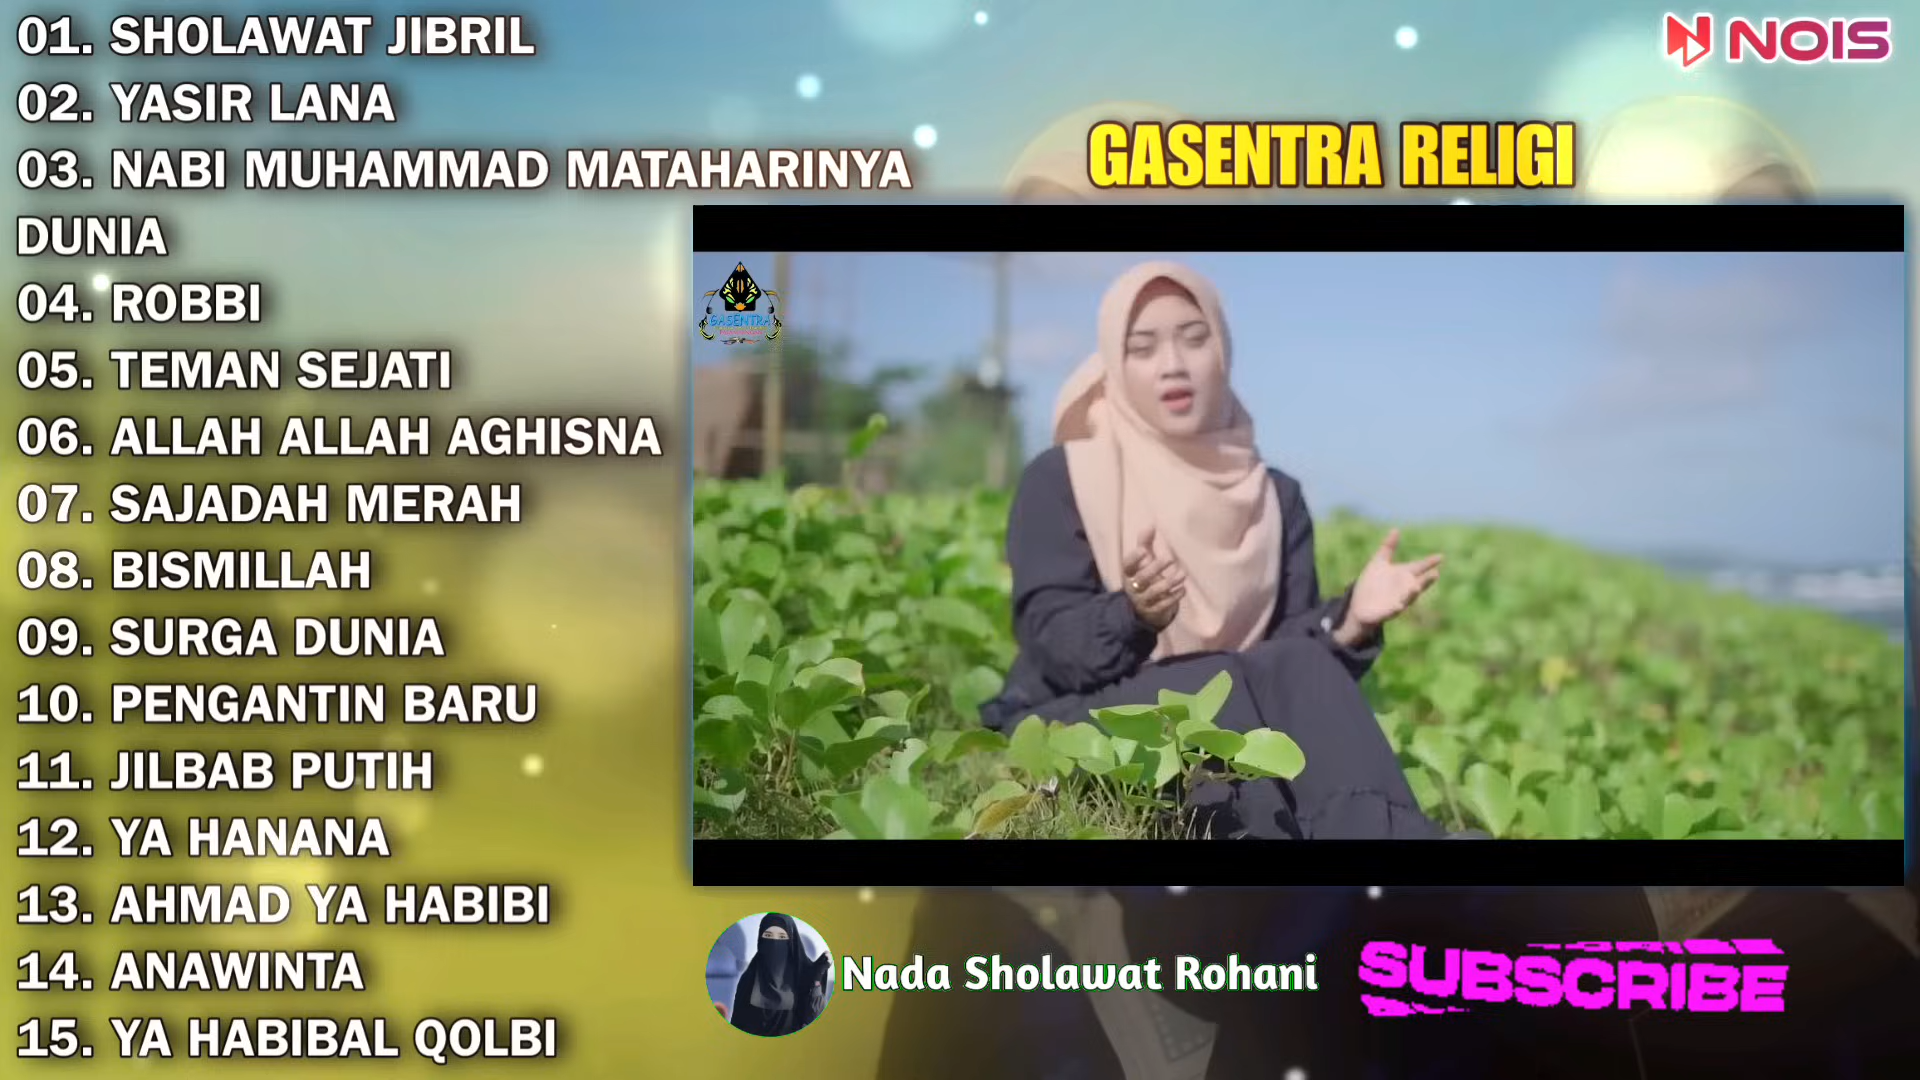 01. SHOLAWAT JIBRIL
02. YASIR LANA
03. NABI MUHAMMAD MATAHARINYA
DUNIA
04. ROBBI
05. TEMAN SEJATI
06. ALLAH ALLAH AGHISNA
07. SAJADAH MERAH
08. BISMILLAH
09. SURGA DUNIA
10. PENGANTIN BARU
11. JILBAB PUTIH
12. YA HANANA
13. AHMAD YA HABIBI
14. ANAWINTA
15. YA HABIBAL QOLBI
NOIS
GASENTRA RELIGI
GASENTRA
Nada Sholawat Rohani
SUBSCRIBE